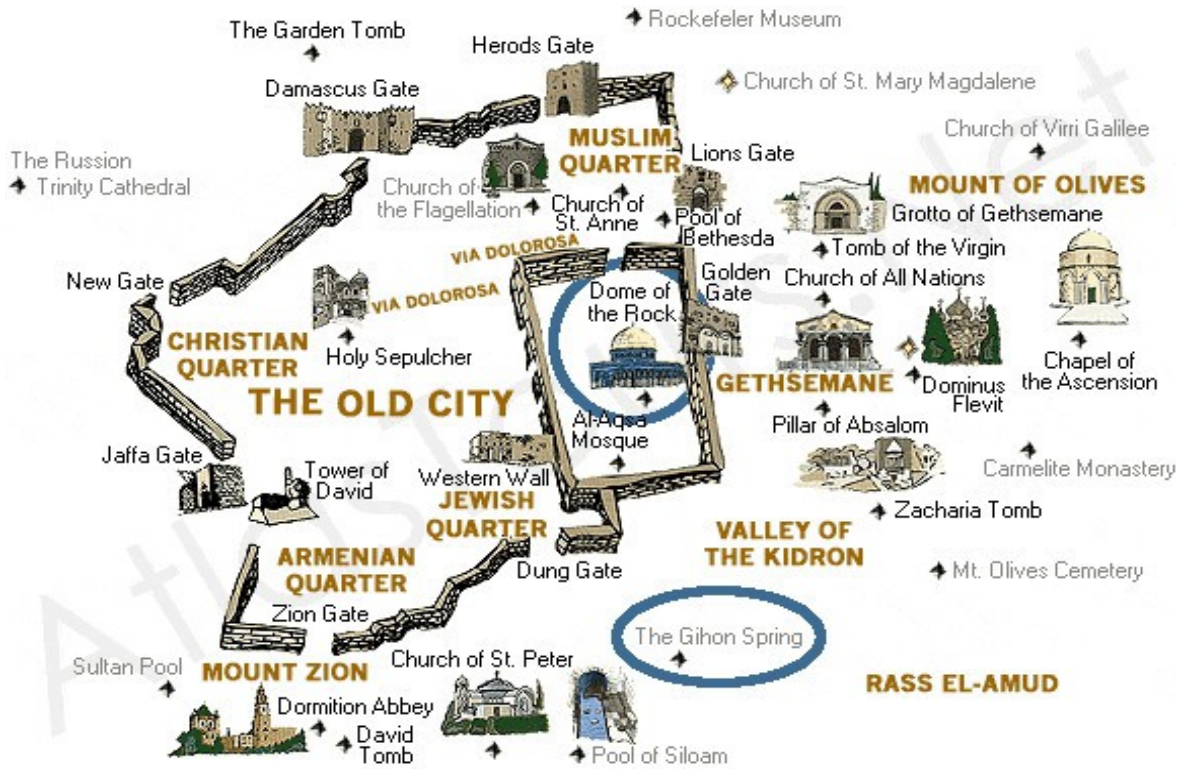 Rockefeler Museum
The Garden Tomb
Herods Gate
Damascus Gate
Church of St. Mary Magdalene
Church of Virri Galilee
MUSLIM
QUARTER
Lions Gate
The Russion
Trinity Cathedral
Church of
the Flagellation
Church of
St. Anne
Pool of
Bethesda
MOUNT OF OLIVES
Grotto of Gethsemane
Tomb of the Virgin
VIA DOLOROSA
VIA DOLOROSA
New Gate
Dome of
the Rock
Golden
Gate
Church of All Nations
CHRISTIAN
QUARTER
Holy Sepulcher
THE OLD CITY
GETHSEMANE
Dominus
Flevit
Chapel of
the Ascension
Al-Aqsa
Mosque
Pillar of Absalom
Jaffa Gate
Tower of
David
Western Wall
Carmelite Monastery
JEWISH
QUARTER
Zacharia Tomb
VALLEY OF
THE KIDRON
ARMENIAN
QUARTER
Dung Gate
Mt. Olives Cemetery
Zion Gate
The Gihon Spring
Sultan Pool
MOUNT ZION
Church of St. Peter
RASS EL-AMUD
Dormition Abbey
David
Tomb
Pool of Siloam